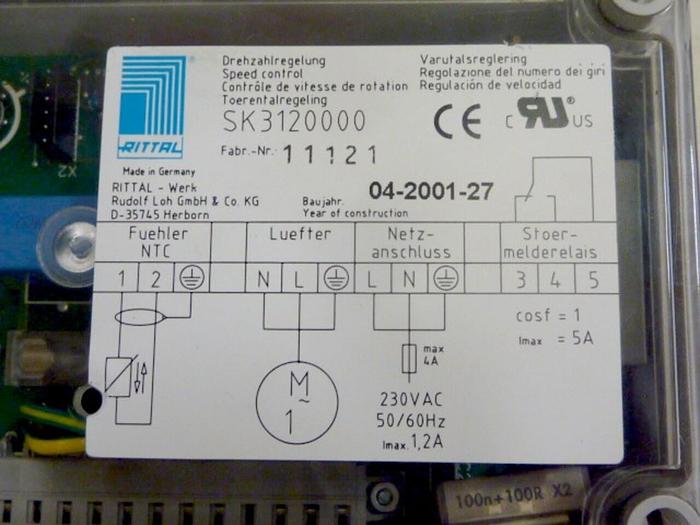 Drehzahlregelung
Speed control
Contrôle de vitesse de rotation
Toerentalregeling
Varvtalsreglering
Regolazione del numero dei giri
Regulación de velocidad
SK3120000
Fabr.-Nr. 11121
CE
c RU ® US
RITTAL
Made in Germany
RITTAL - Werk
Rudolf Loh GmbH & Co. KG
D-35745 Herborn
Baujahr.
Year of construction
04-2001-27
X2
Fuehler NTC
Luefter
Netz-
anschluss
Stoer-
melderelais
1 2 N L L N 3 4 5
cosf = 1
Imax = 5A
max
4A
M
~
1
230VAC
50/60Hz
Imax. 1,2A
100n+100R X2